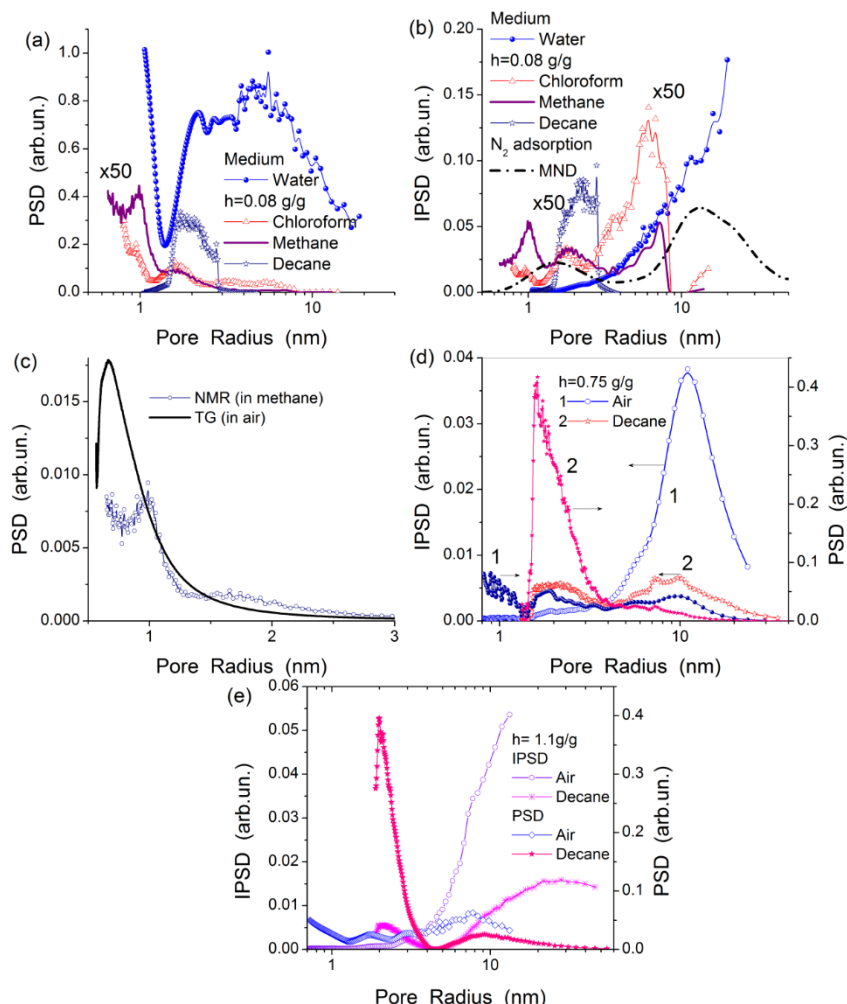 (a)
PSD (arb.un.)
1.0
0.8
0.6
0.4
0.2
0.0
x50
Medium
Water
h=0.08 g/g
Chloroform
Methane
Decane
1
10
Pore Radius (nm)
(b)
IPSD (arb.un.)
0.20
0.15
0.10
0.05
0.00
Medium
Water
h=0.08 g/g
Chloroform
Methane
Decane
N2 adsorption
MND
x50
x50
1
10
Pore Radius (nm)
(c)
PSD (arb.un.)
0.015
0.010
0.005
0.000
NMR (in methane)
TG (in air)
1
2
3
Pore Radius (nm)
(d)
IPSD (arb.un.)
0.04
0.03
0.02
0.01
0.00
h=0.75 g/g
1 Air
2 Decane
2
1
1
2
0.4
0.3
0.2
0.1
0.0
PSD (arb.un.)
1
10
Pore Radius (nm)
(e)
IPSD (arb.un.)
0.06
0.05
0.04
0.03
0.02
0.01
0.00
h= 1.1g/g
IPSD
Air
Decane
PSD
Air
Decane
0.4
0.3
0.2
0.1
0.0
PSD (arb.un.)
1
10
Pore Radius (nm)